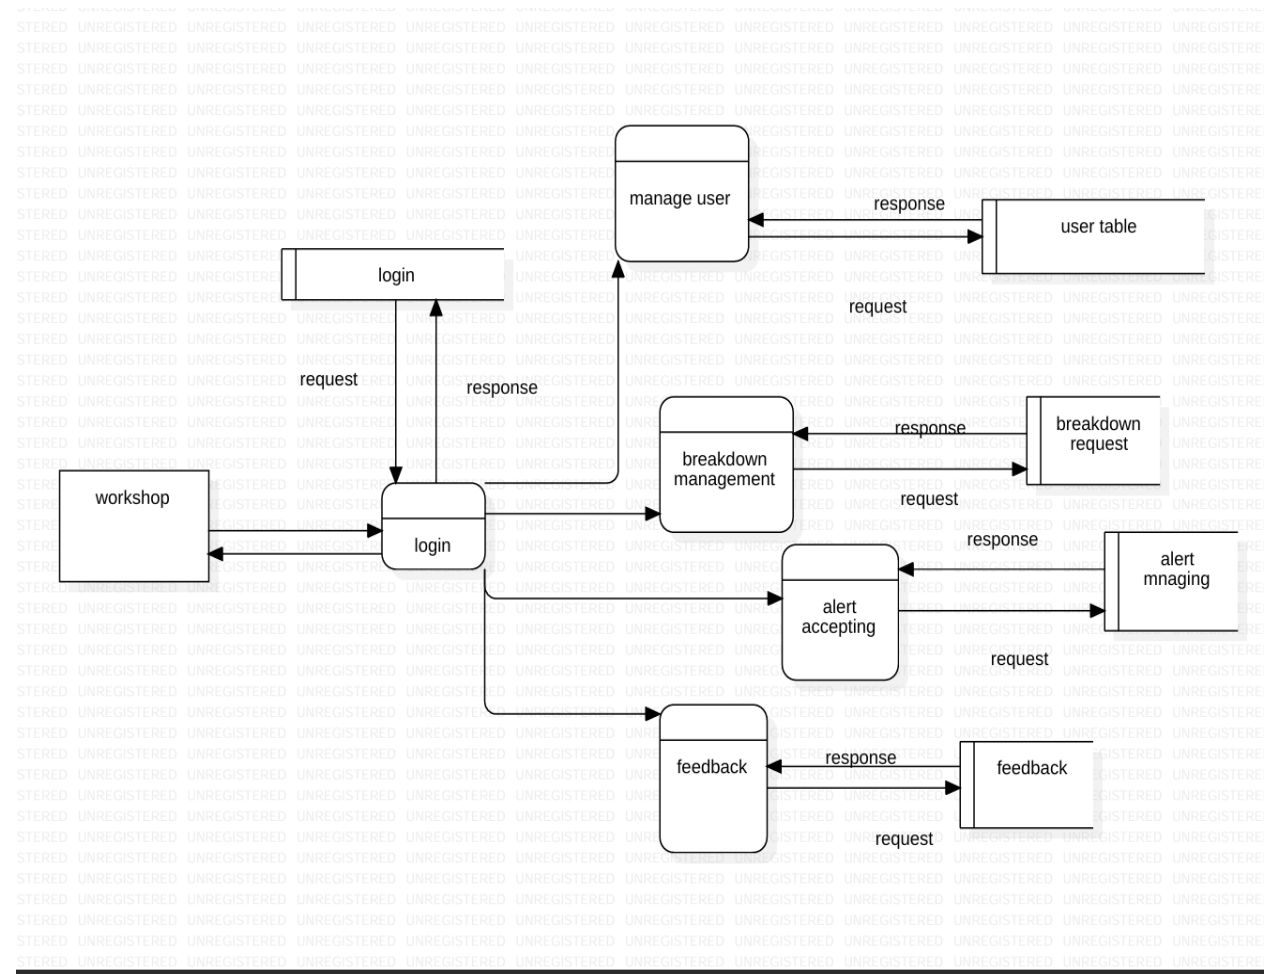 manage user
response
user table
login
request
request
response
breakdown
management
response
breakdown
request
request
workshop
login
response
alert
mnaging
alert
accepting
request
feedback
response
feedback
request
UNREGISTERED